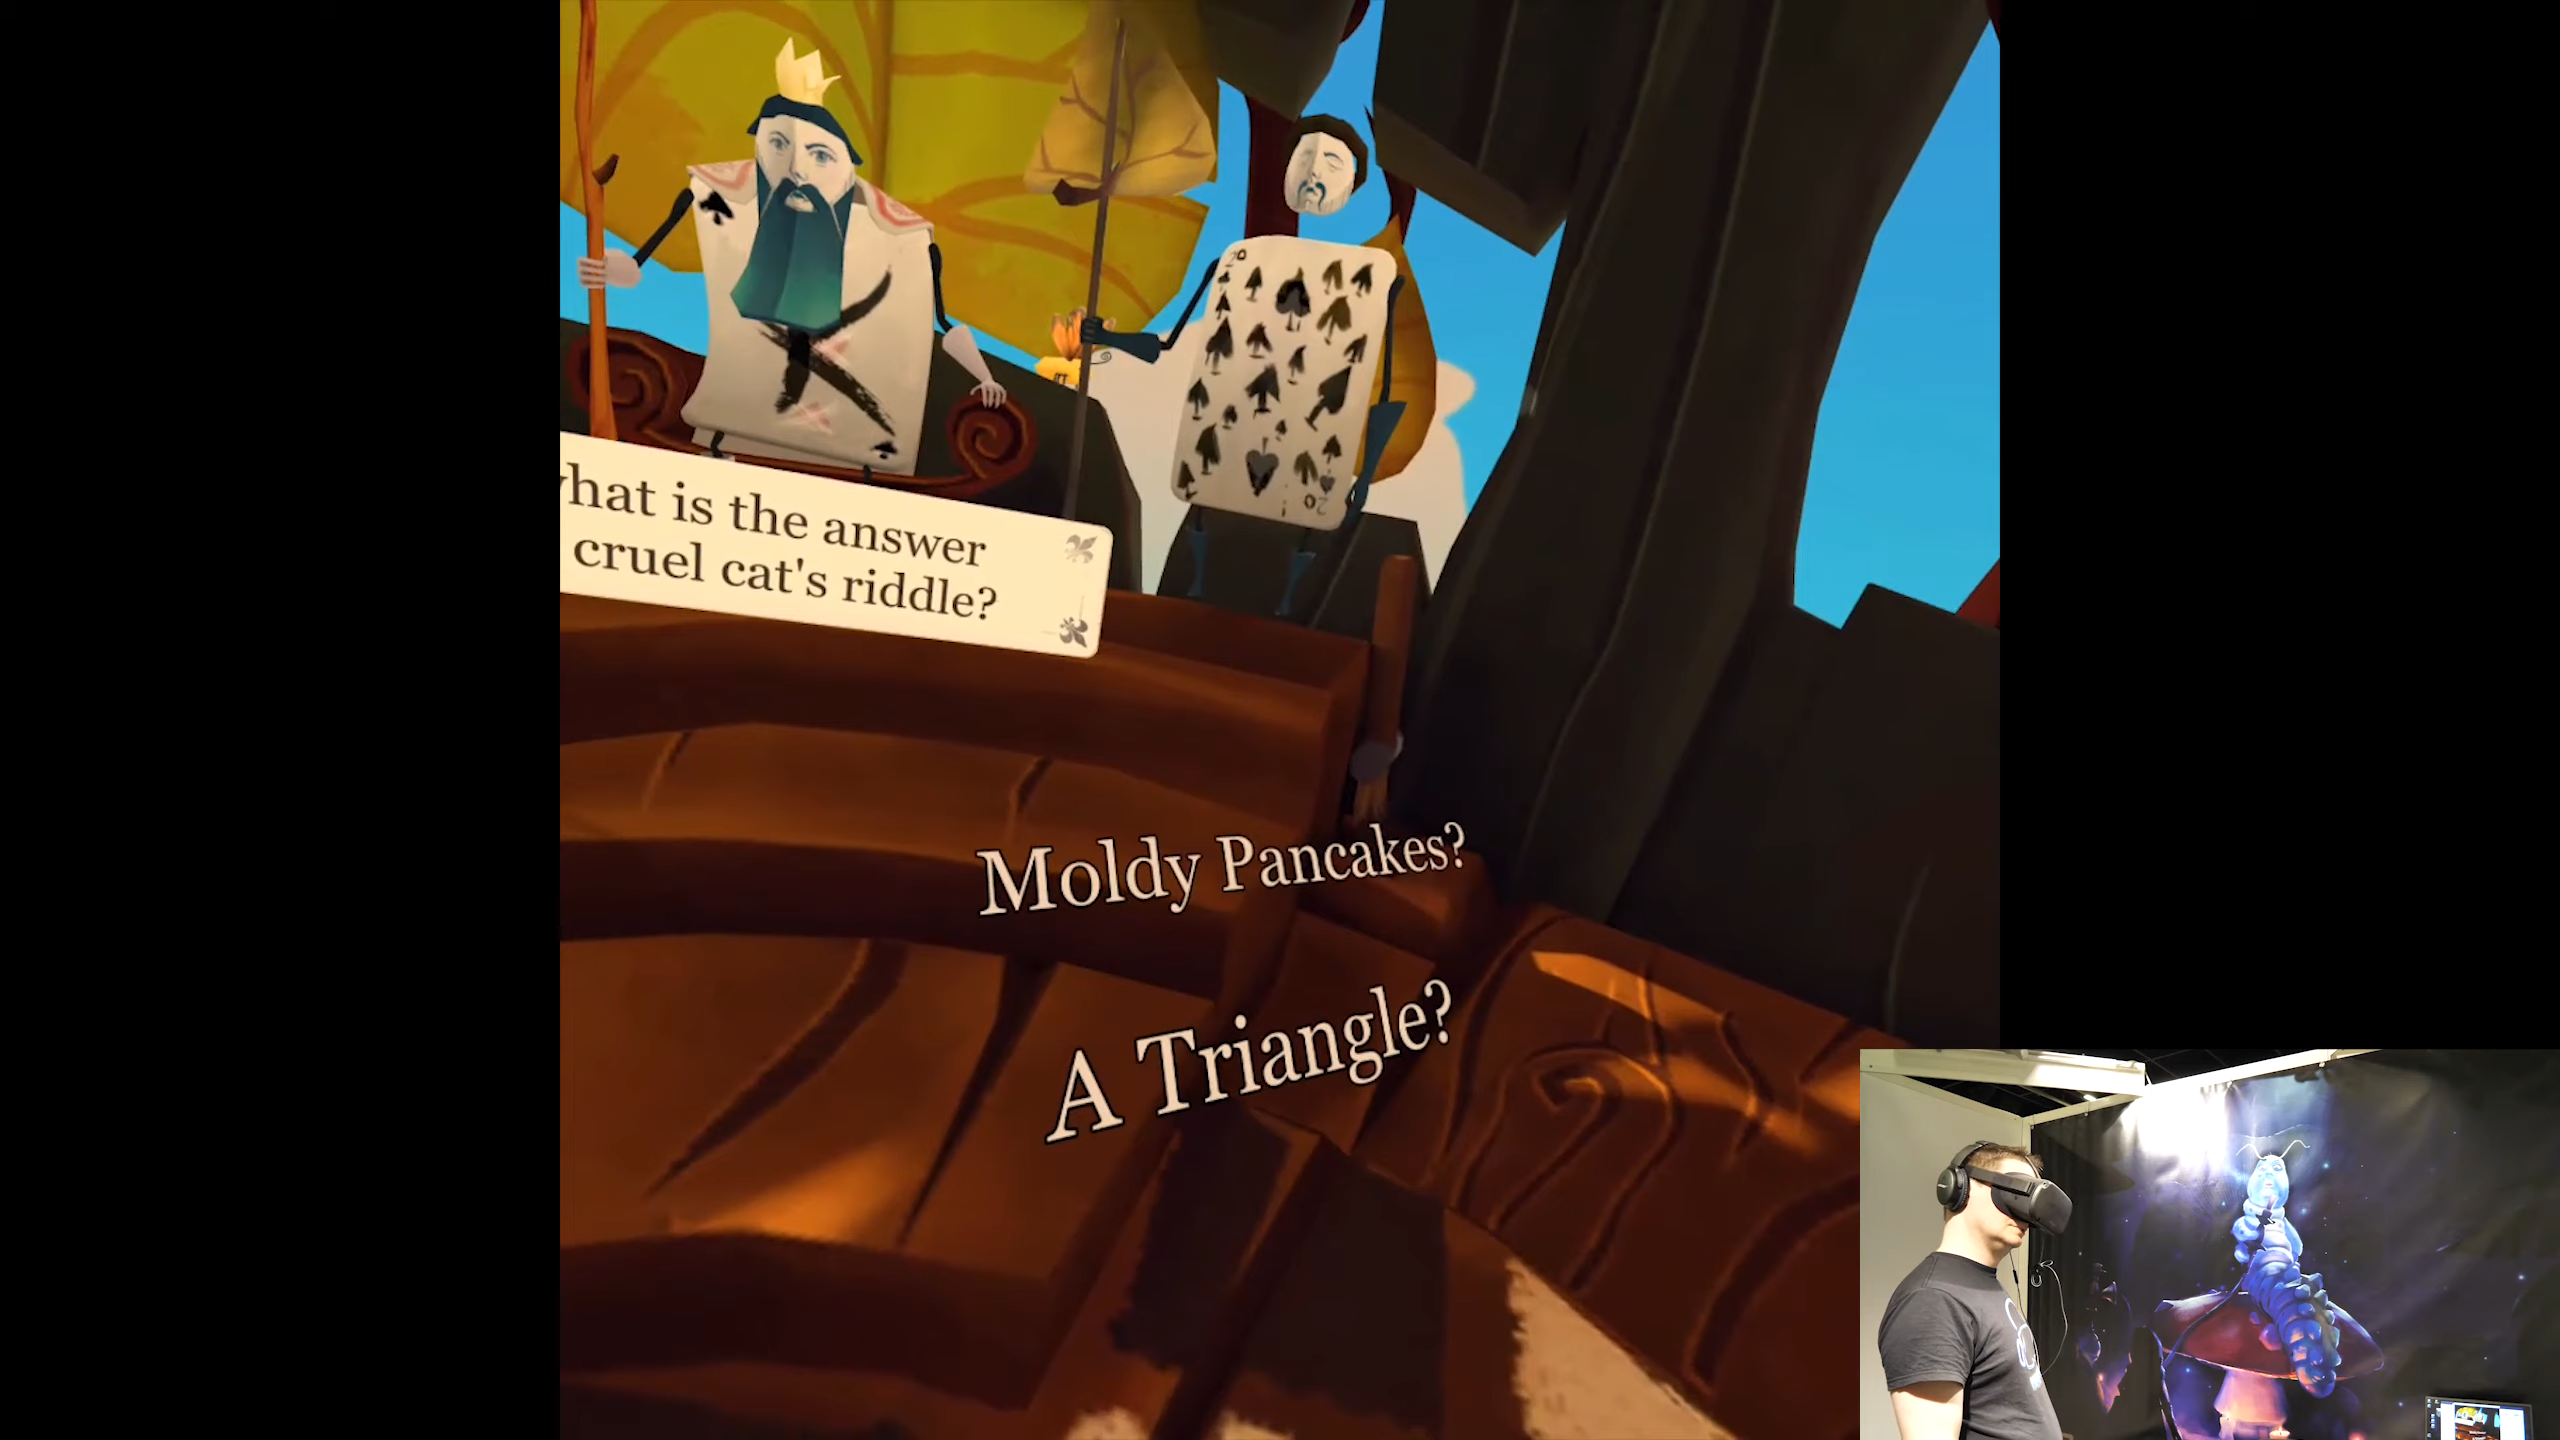 hat is the answer
cruel cat's riddle?
Moldy Pancakes?
A Triangle?